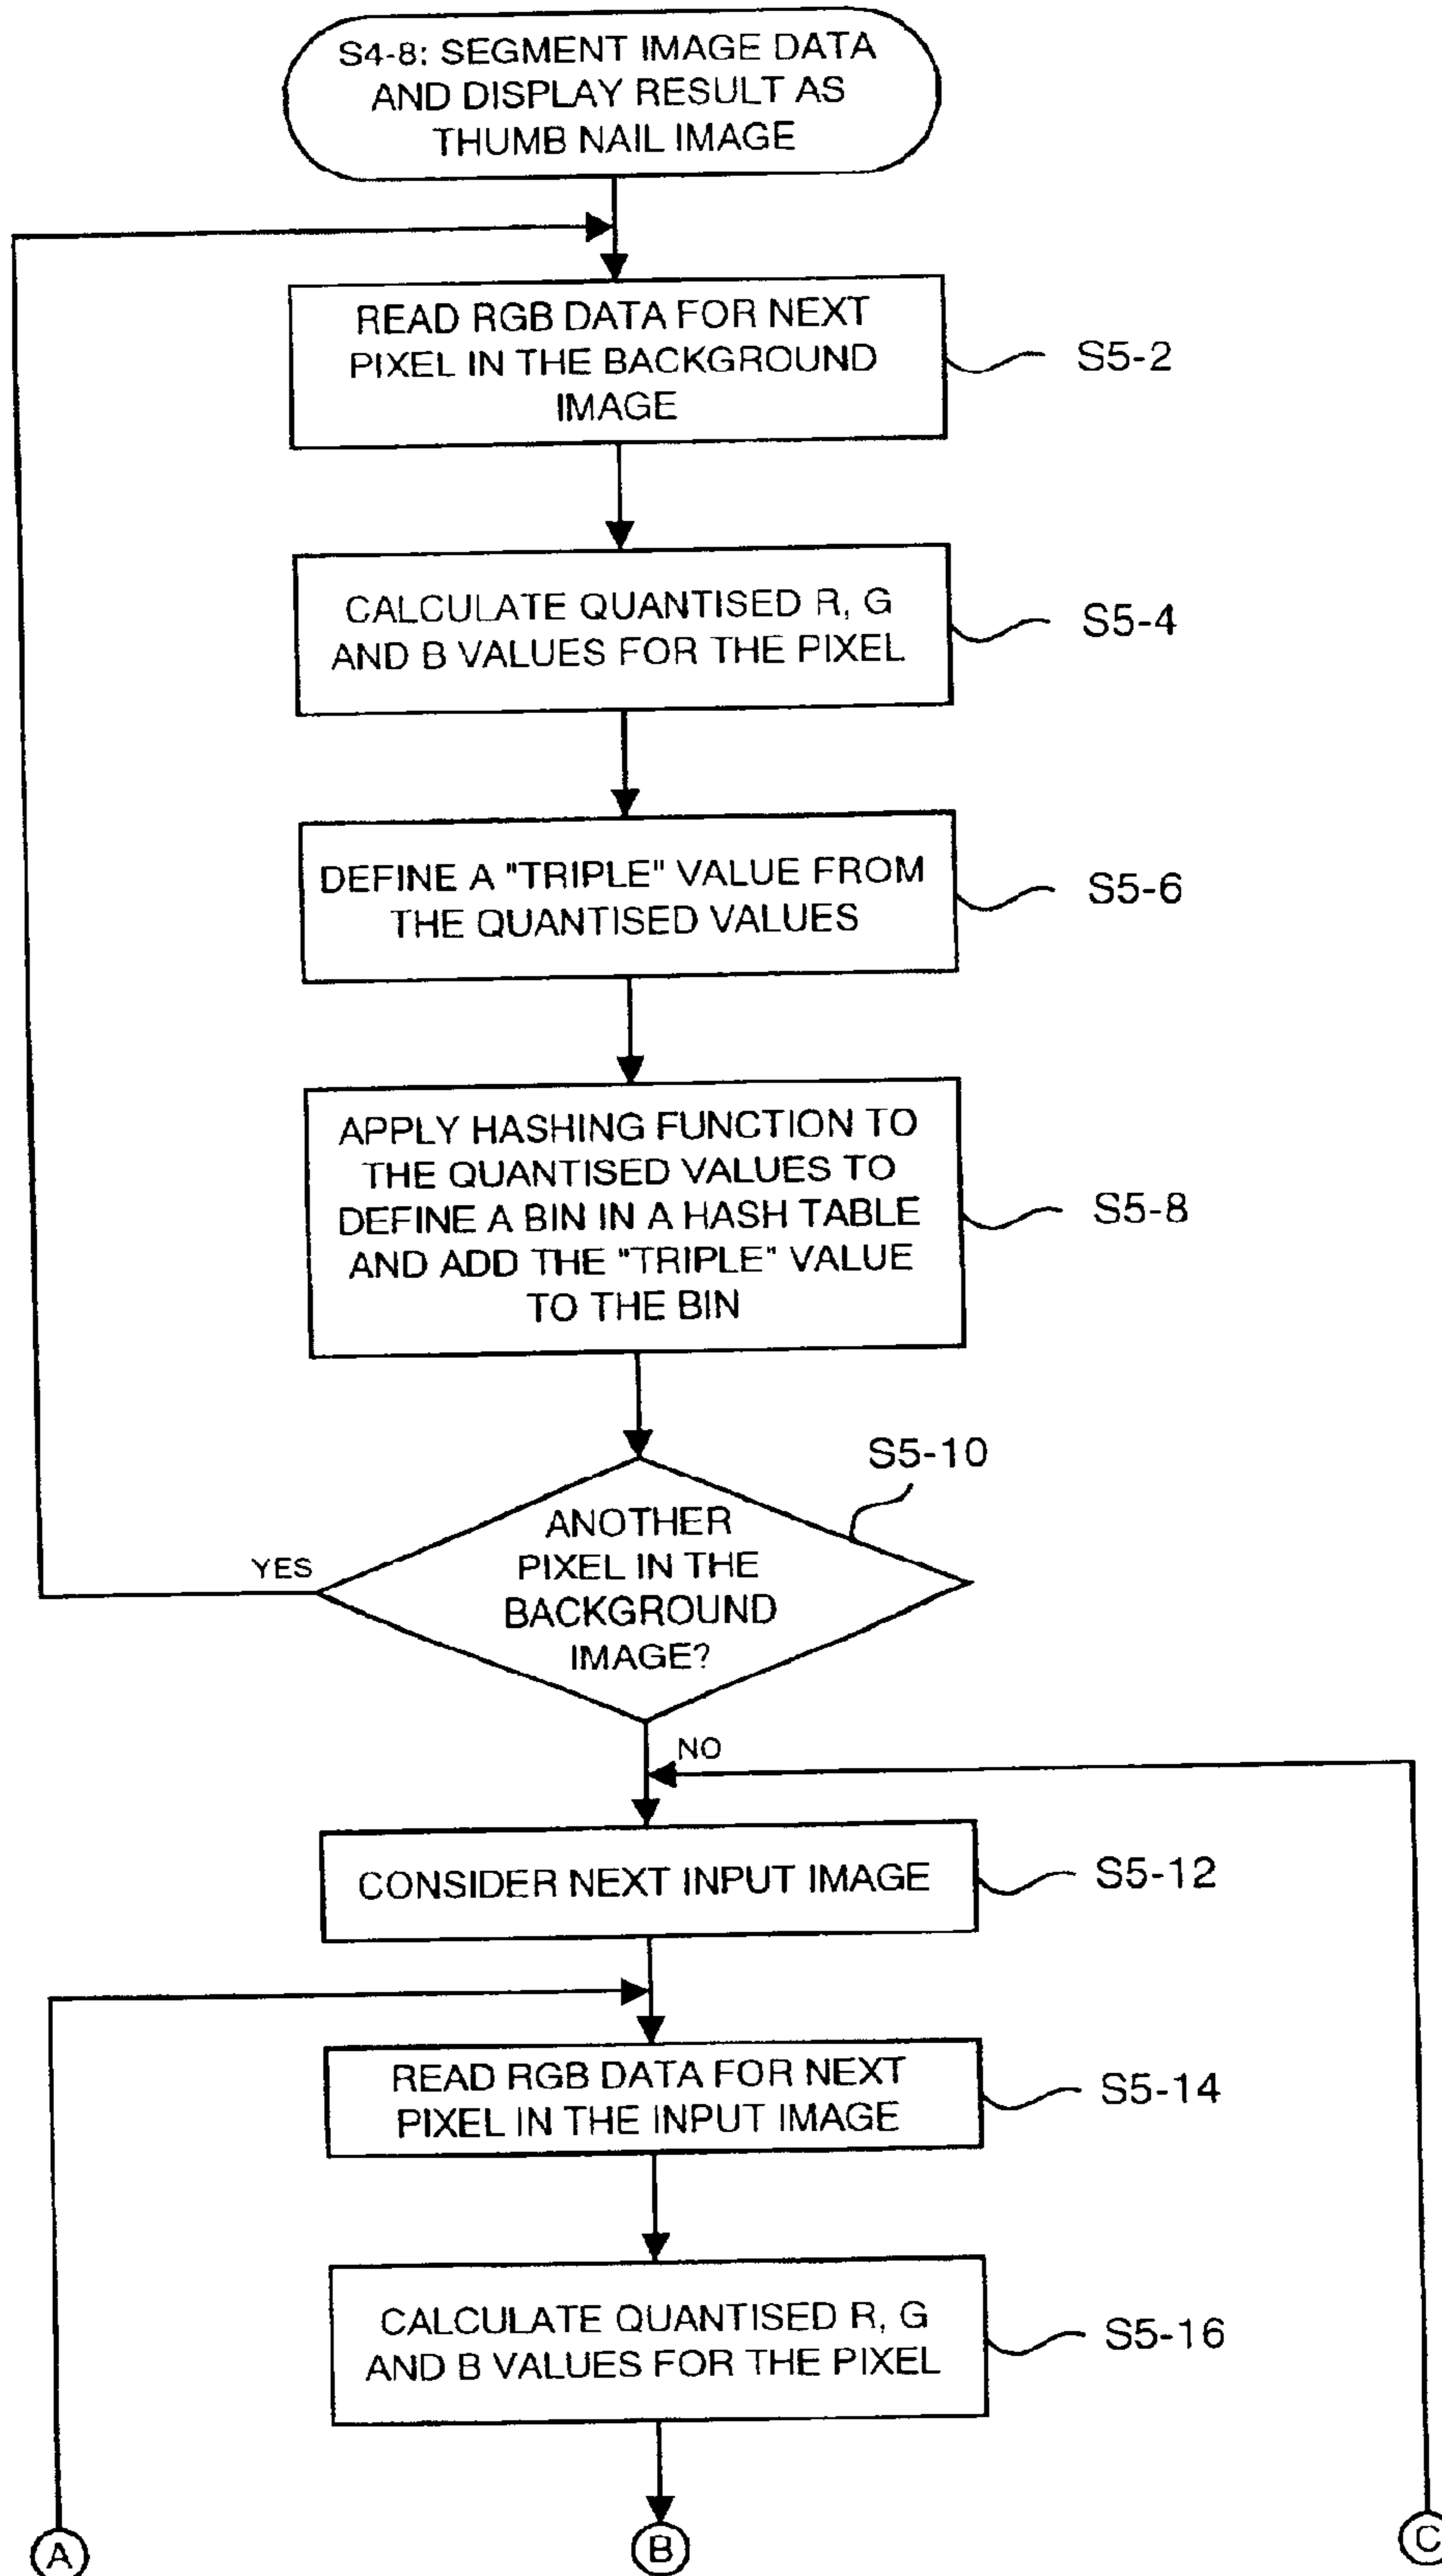 S4-8: SEGMENT IMAGE DATA
AND DISPLAY RESULT AS
THUMB NAIL IMAGE
READ RGB DATA FOR NEXT
PIXEL IN THE BACKGROUND
IMAGE
S5-2
CALCULATE QUANTISED R, G
AND B VALUES FOR THE PIXEL
S5-4
DEFINE A "TRIPLE" VALUE FROM
THE QUANTISED VALUES
S5-6
APPLY HASHING FUNCTION TO
THE QUANTISED VALUES TO
DEFINE A BIN IN A HASH TABLE
AND ADD THE "TRIPLE" VALUE
TO THE BIN
S5-8
S5-10
ANOTHER
PIXEL IN THE
BACKGROUND
IMAGE?
YES
NO
CONSIDER NEXT INPUT IMAGE
S5-12
READ RGB DATA FOR NEXT
PIXEL IN THE INPUT IMAGE
S5-14
CALCULATE QUANTISED R, G
AND B VALUES FOR THE PIXEL
S5-16
A
B
C